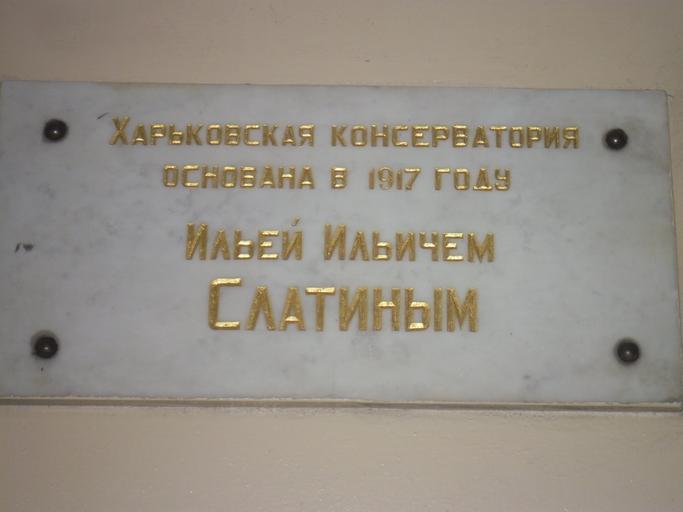 Харьковская консерватория
основана в 1917 году
Ильей Ильичем
Слатиным